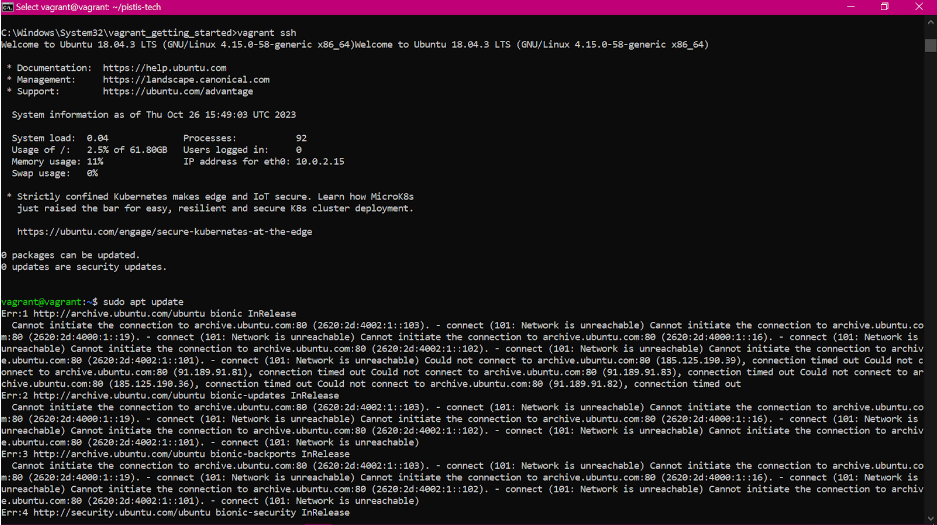 Select vagrant@vagrant: ~/pistis-tech
C:\Windows\System32\vagrant_getting_started>vagrant ssh
Welcome to Ubuntu 18.04.3 LTS (GNU/Linux 4.15.0-58-generic x86_64)Welcome to Ubuntu 18.04.3 LTS (GNU/Linux 4.15.0-58-generic x86_64)
* Documentation:  https://help.ubuntu.com
* Management:     https://landscape.canonical.com
* Support:        https://ubuntu.com/advantage
System information as of Thu Oct 26 15:49:03 UTC 2023
System load:  0.04              Processes:           92
Usage of /:   2.5% of 61.80GB   Users logged in:     0
Memory usage: 11%               IP address for eth0: 10.0.2.15
Swap usage:   0%
* Strictly confined Kubernetes makes edge and IoT secure. Learn how MicroK8s
just raised the bar for easy, resilient and secure K8s cluster deployment.
https://ubuntu.com/engage/secure-kubernetes-at-the-edge
0 packages can be updated.
0 updates are security updates.
vagrant@vagrant:~$ sudo apt update
Err:1 http://archive.ubuntu.com/ubuntu bionic InRelease
Cannot initiate the connection to archive.ubuntu.com:80 (2620:2d:4002:1::103). - connect (101: Network is unreachable) Cannot initiate the connection to archive.ubuntu.co
m:80 (2620:2d:4000:1::19). - connect (101: Network is unreachable) Cannot initiate the connection to archive.ubuntu.com:80 (2620:2d:4000:1::16). - connect (101: Network is
unreachable) Cannot initiate the connection to archive.ubuntu.com:80 (2620:2d:4002:1::102). - connect (101: Network is unreachable) Cannot initiate the connection to archiv
e.ubuntu.com:80 (2620:2d:4002:1::101). - connect (101: Network is unreachable) Could not connect to archive.ubuntu.com:80 (185.125.190.39), connection timed out Could not c
onnect to archive.ubuntu.com:80 (91.189.91.81), connection timed out Could not connect to archive.ubuntu.com:80 (91.189.91.83), connection timed out Could not connect to ar
chive.ubuntu.com:80 (185.125.190.36), connection timed out Could not connect to archive.ubuntu.com:80 (91.189.91.82), connection timed out
Err:2 http://archive.ubuntu.com/ubuntu bionic-updates InRelease
Cannot initiate the connection to archive.ubuntu.com:80 (2620:2d:4002:1::103). - connect (101: Network is unreachable) Cannot initiate the connection to archive.ubuntu.co
m:80 (2620:2d:4000:1::19). - connect (101: Network is unreachable) Cannot initiate the connection to archive.ubuntu.com:80 (2620:2d:4000:1::16). - connect (101: Network is
unreachable) Cannot initiate the connection to archive.ubuntu.com:80 (2620:2d:4002:1::102). - connect (101: Network is unreachable) Cannot initiate the connection to archiv
e.ubuntu.com:80 (2620:2d:4002:1::101). - connect (101: Network is unreachable)
Err:3 http://archive.ubuntu.com/ubuntu bionic-backports InRelease
Cannot initiate the connection to archive.ubuntu.com:80 (2620:2d:4002:1::103). - connect (101: Network is unreachable) Cannot initiate the connection to archive.ubuntu.co
m:80 (2620:2d:4000:1::19). - connect (101: Network is unreachable) Cannot initiate the connection to archive.ubuntu.com:80 (2620:2d:4000:1::16). - connect (101: Network is
unreachable) Cannot initiate the connection to archive.ubuntu.com:80 (2620:2d:4002:1::102). - connect (101: Network is unreachable) Cannot initiate the connection to archiv
e.ubuntu.com:80 (2620:2d:4002:1::101). - connect (101: Network is unreachable)
Err:4 http://security.ubuntu.com/ubuntu bionic-security InRelease